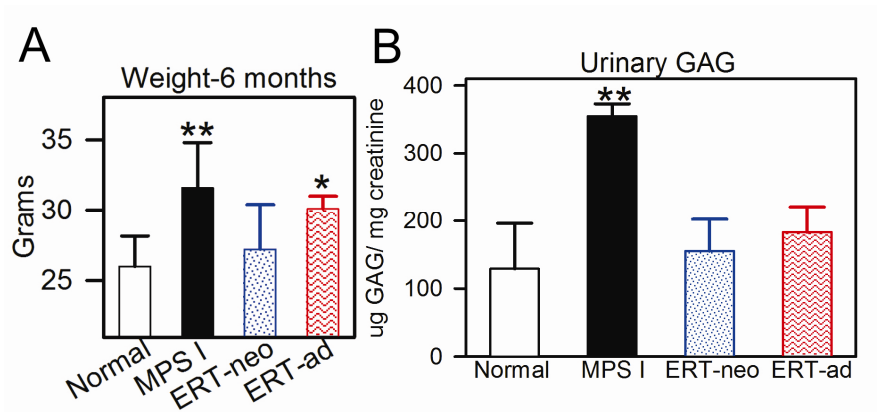 A
B
Weight-6 months
Urinary GAG
Grams
35
30
25
**
*
Normal
MPS I
ERT-neo
ERT-ad
ug GAG/ mg creatinine
400
300
200
100
0
**
Normal
MPS I
ERT-neo
ERT-ad